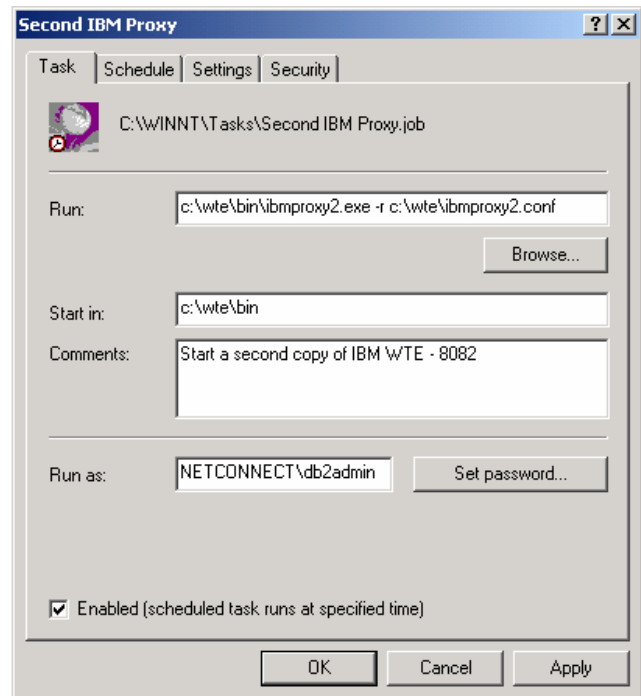 Second IBM Proxy
Task Schedule Settings Security
C:\WINNT\Tasks\Second IBM Proxy.job
Run: c:\wte\bin\ibmproxy2.exe -r c:\wte\ibmproxy2.conf
Browse...
Start in: c:\wte\bin
Comments: Start a second copy of IBM WTE - 8082
Run as: NETCONNECT\db2admin Set password...
Enabled (scheduled task runs at specified time)
OK Cancel Apply